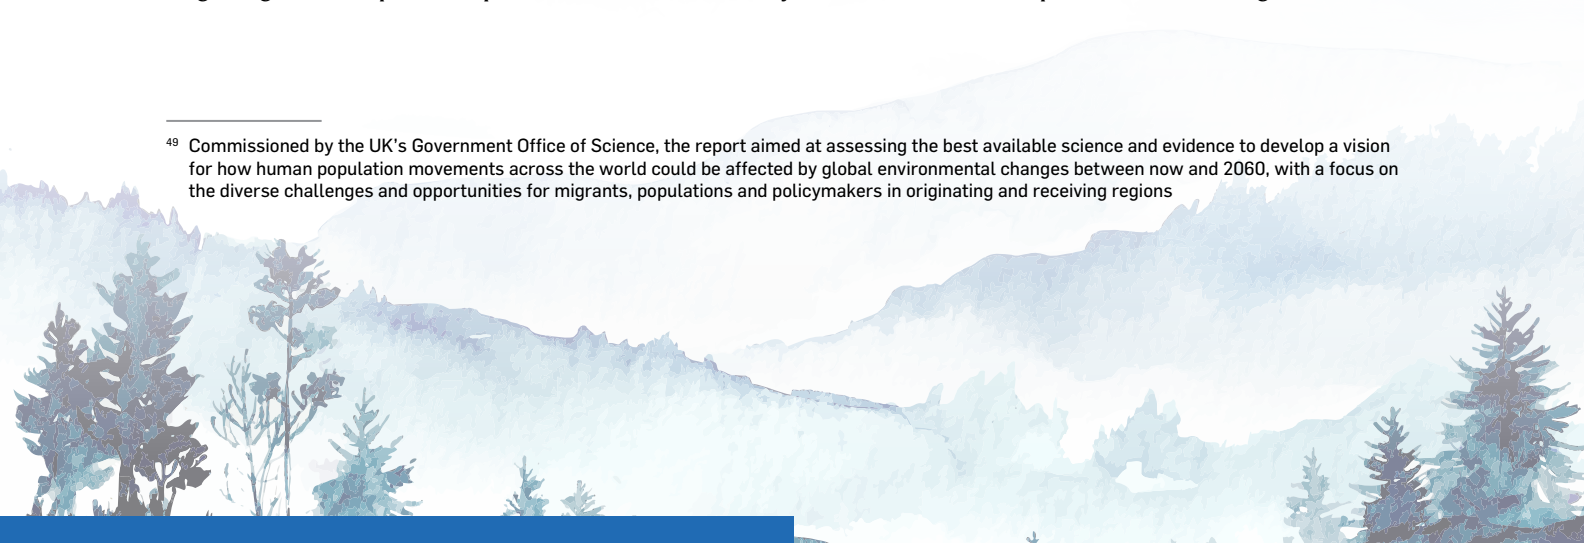 49 Commissioned by the UK's Government Office of Science, the report aimed at assessing the best available science and evidence to develop a vision
for how human population movements across the world could be affected by global environmental changes between now and 2060, with a focus on
the diverse challenges and opportunities for migrants, populations and policymakers in originating and receiving regions